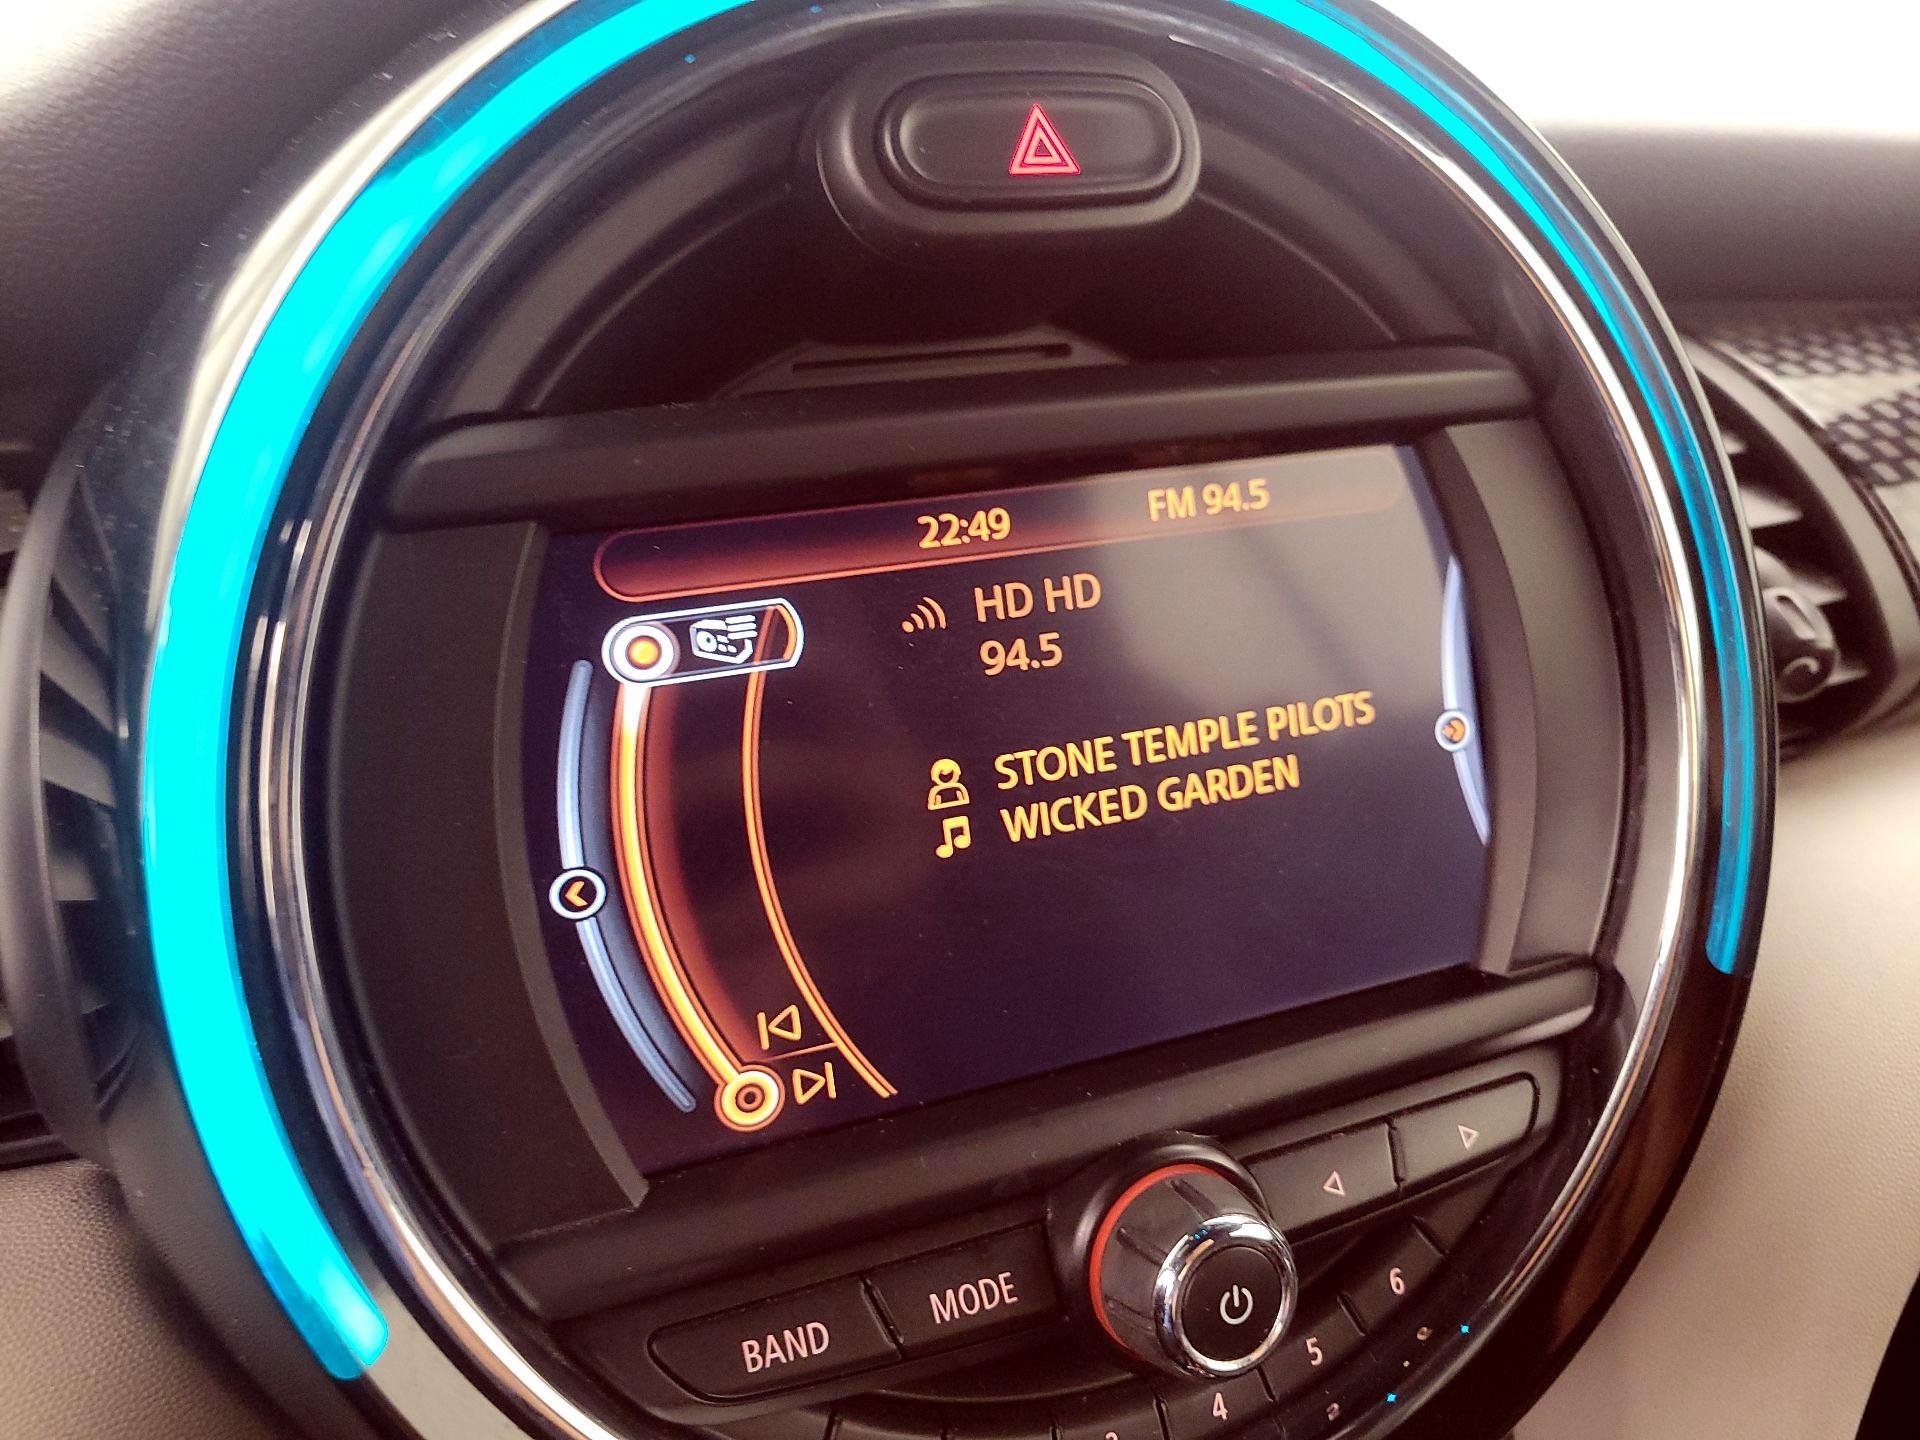 22:49 FM 94.5
HD HD
94.5
STONE TEMPLE PILOTS
WICKED GARDEN
BAND MODE
4 5 6